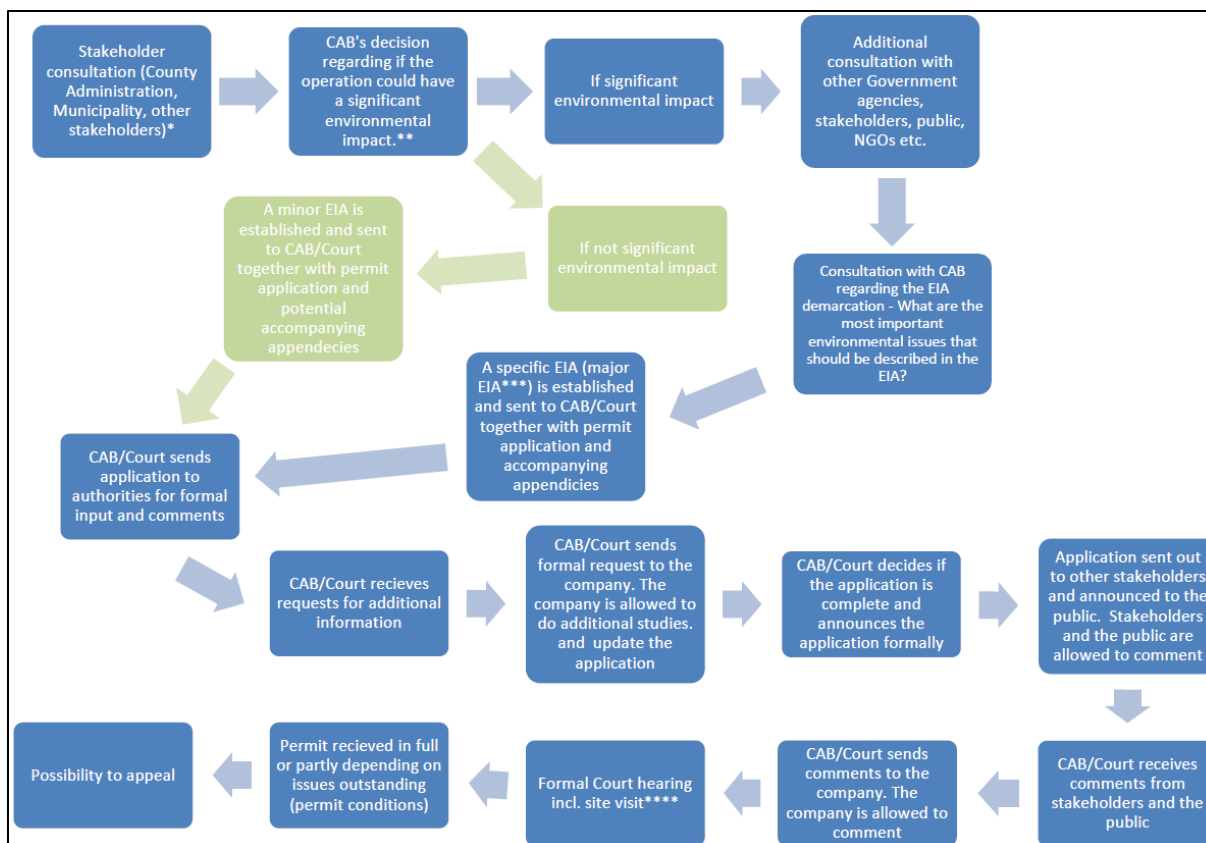 Stakeholder
consultation (County
Administration,
Municipality, other
stakeholders)*
CAB's decision
regarding if the
operation could have
a significant
environmental
impact.**
If significant
environmental impact
Additional
consultation with
other Government
agencies,
stakeholders, public,
NGOs etc.
A minor EIA is
established and sent
to CAB/Court
together with permit
application and
potential
accompanying
appendecies
If not significant
environmental impact
Consultation with CAB
regarding the EIA
demarcation - What are the
most important
environmental issues that
should be described in the
EIA?
A specific EIA (major
EIA***) is established
and sent to CAB/Court
together with permit
application and
accompanying
appendicies
CAB/Court sends
application to
authorities for formal
input and comments
CAB/Court recieves
requests for additional
information
CAB/Court sends
formal request to the
company. The
company is allowed to
do additional studies.
and update the
application
CAB/Court decides if
the application is
complete and
announces the
application formally
Application sent out
to other stakeholders
and announced to the
public. Stakeholders
and the public are
allowed to comment
CAB/Court receives
comments from
stakeholders and the
public
CAB/Court sends
comments to the
company. The
company is allowed to
comment
Formal Court hearing
incl. site visit****
Permit recieved in full
or partly depending on
issues outstanding
(permit conditions)
Possibility to appeal